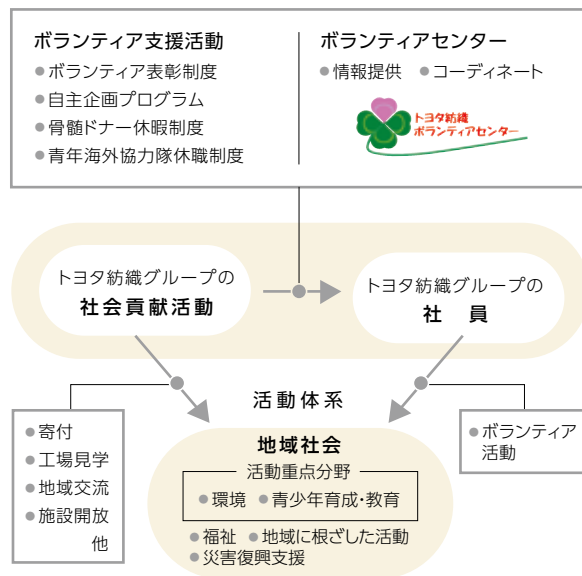 ボランティア支援活動
●ボランティア表彰制度
●自主企画プログラム
●骨髄ドナー休暇制度
●青年海外協力隊休職制度
ボランティアセンター
●情報提供 ●コーディネート
トヨタ紡織
ボランティアセンター
トヨタ紡織グループの
社会貢献活動
トヨタ紡織グループの
社 員
活動体系
●寄付
●工場見学
●地域交流
●施設開放
他
●ボランティア
活動
地域社会
活動重点分野
●環境 ●青少年育成・教育
●福祉 ●地域に根ざした活動
●災害復興支援